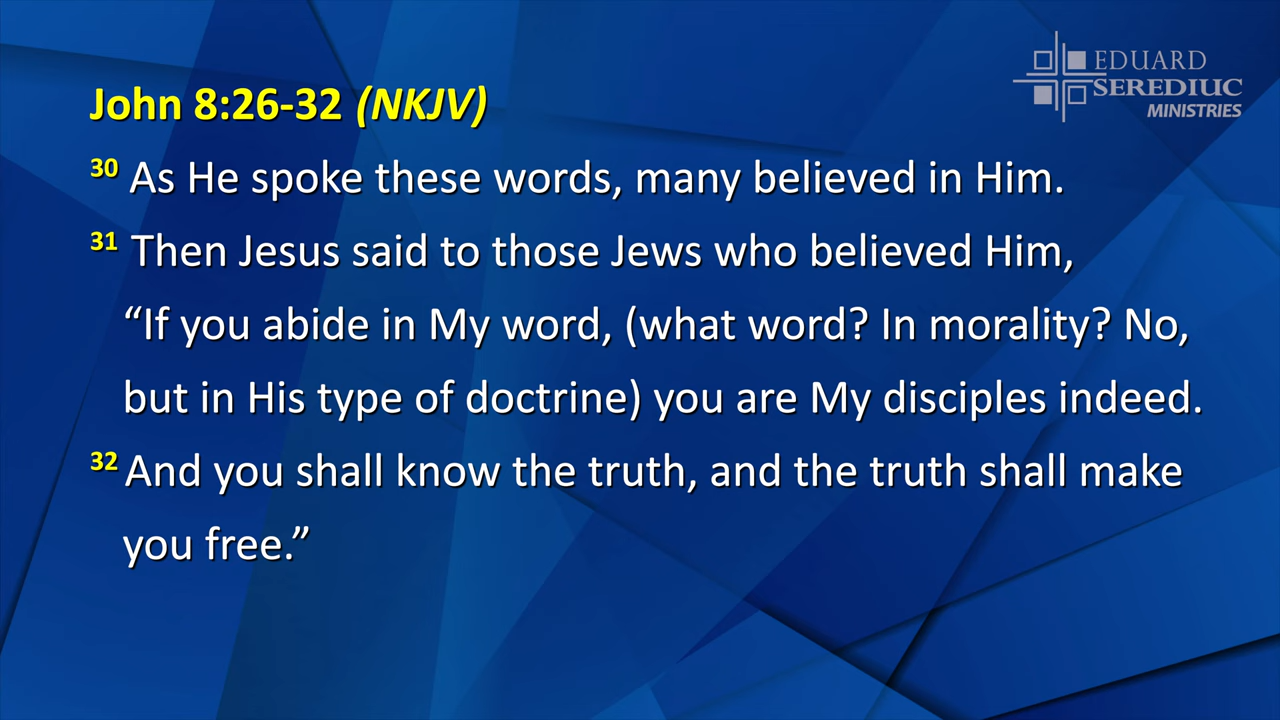 EDUARD
SEREDIUC
MINISTRIES
John 8:26-32 (NKJV)
30 As He spoke these words, many believed in Him.
31 Then Jesus said to those Jews who believed Him,
“If you abide in My word, (what word? In morality? No,
but in His type of doctrine) you are My disciples indeed.
32 And you shall know the truth, and the truth shall make
you free.”